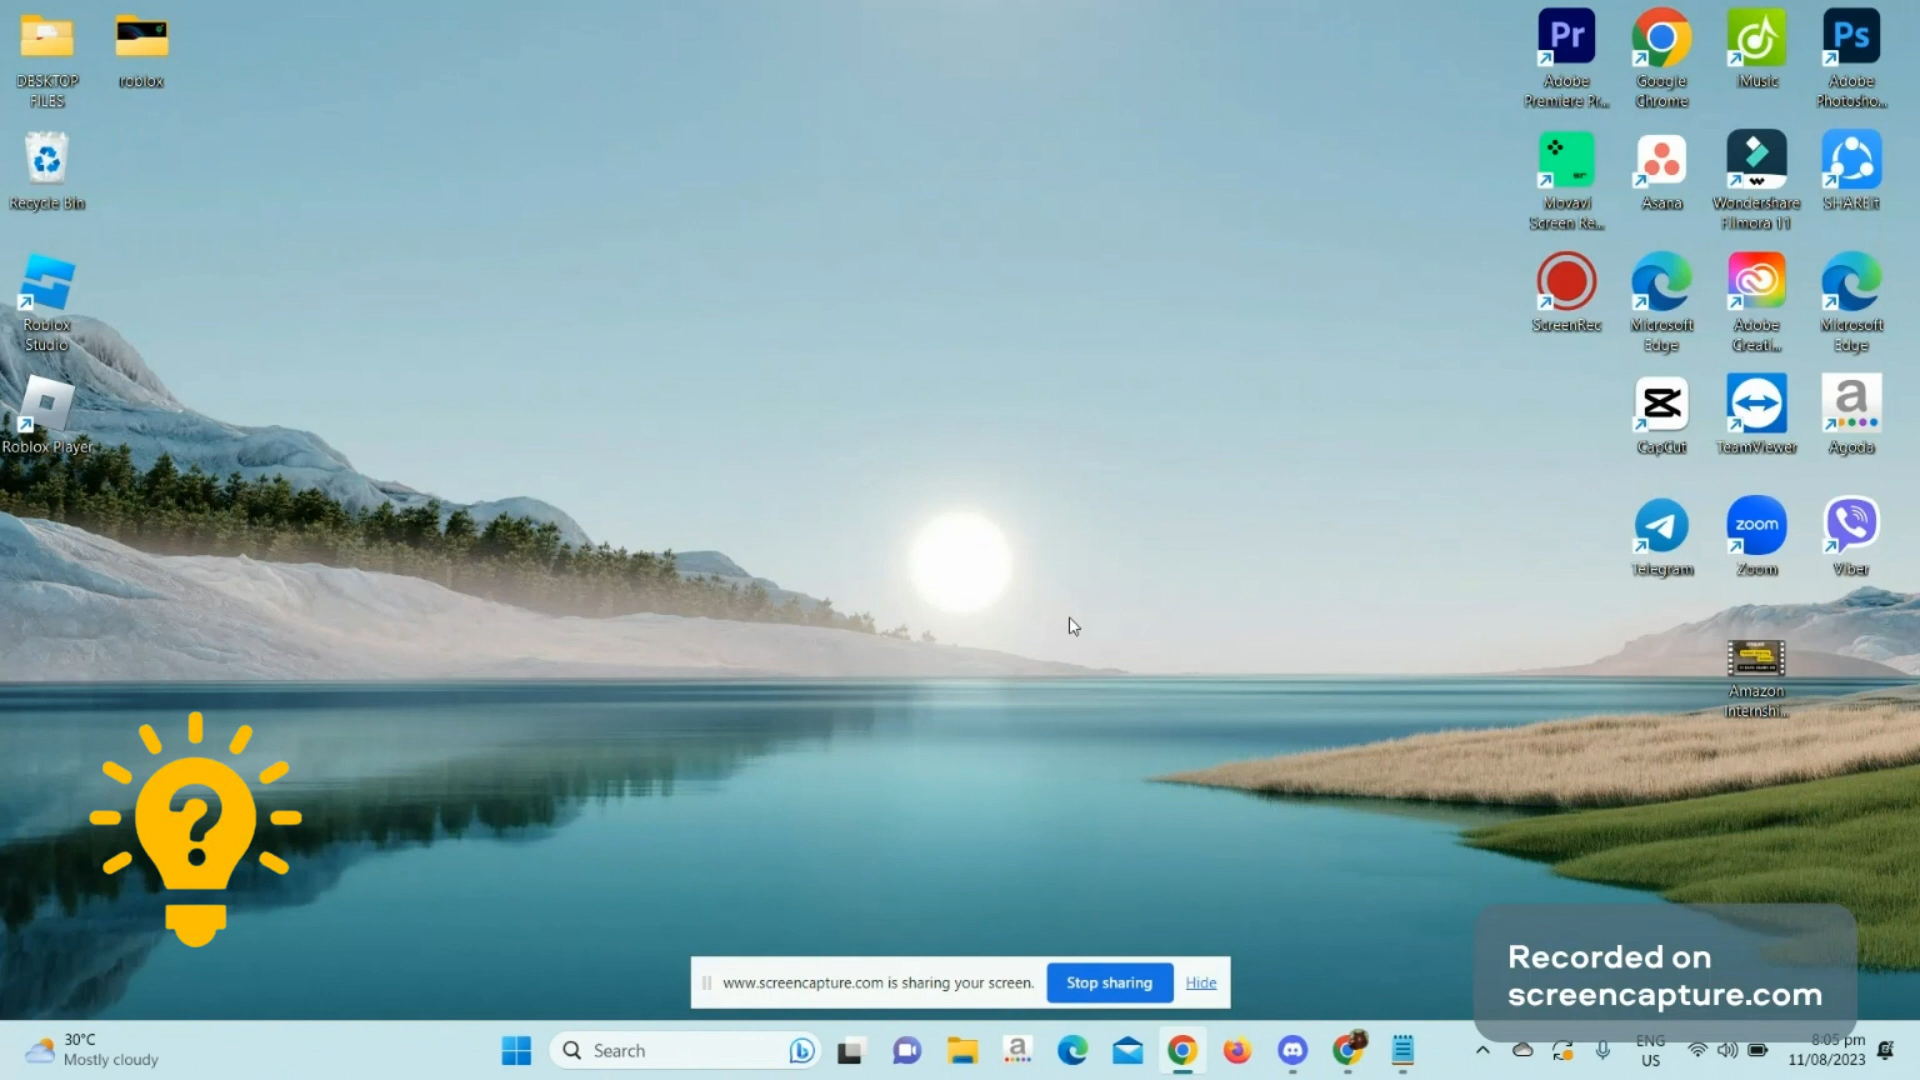 DESKTOP
FILES
roblox
Recycle Bin
Roblox
Studio
Roblox Player
Pr
Adobe
Premiere Pr...
Google
Chrome
iMusic
Ps
Adobe
Photosho...
Movavi
Screen Re...
Asana
Wondershare
Filmora 11
SHAREit
ScreenRec
Microsoft
Edge
Adobe
Creati...
Microsoft
Edge
CapCut
TeamViewer
a
Agoda
Telegram
zoom
Zoom
Viber
Amazon
Internshi...
?
www.screencapture.com is sharing your screen.
Stop sharing
Hide
Recorded on
screencapture.com
30°C
Mostly cloudy
Search
a
ENG
US
8:05 pm
11/08/2023